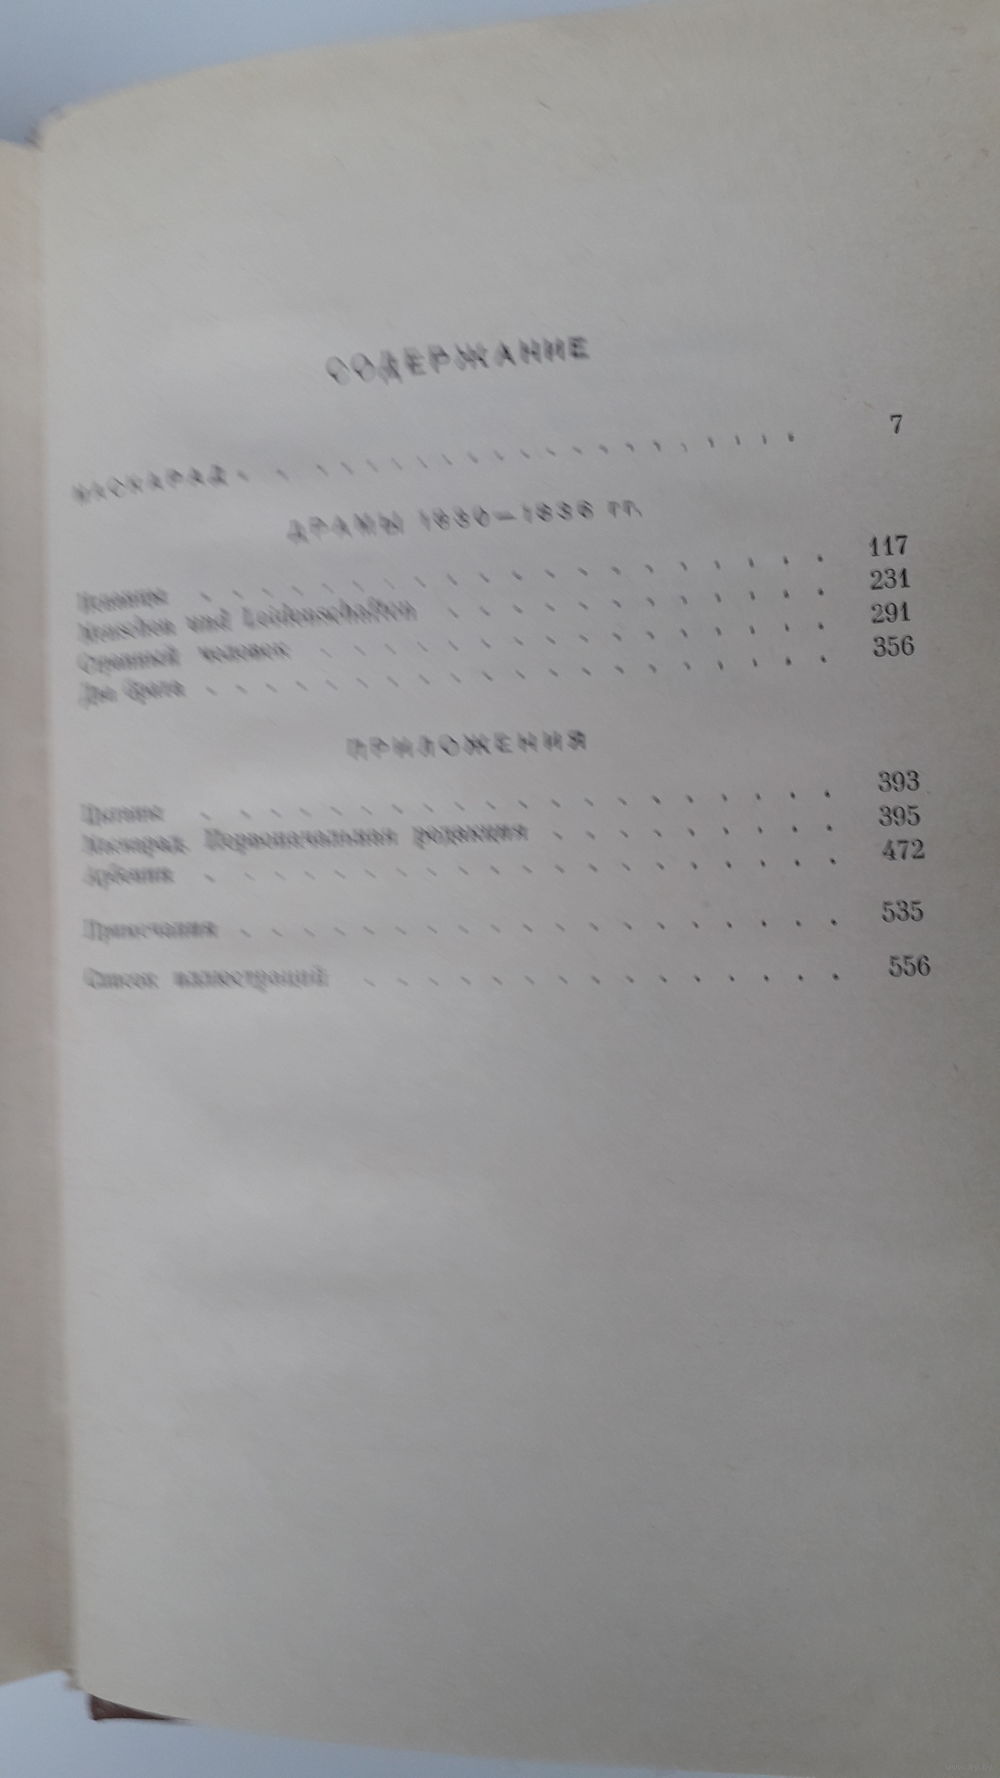 СОДЕРЖАНИЕ
МАСКАРАД . . . . . . . . . . . . . . . . . . . . 7
ДРАМЫ 1830—1836 гг.
Испанцы . . . . . . . . . . . . . . . . . . . 117
Menschen und Leidenschaften . . . . . . . . . . . 231
Странный человек . . . . . . . . . . . . . . . 291
Два брата . . . . . . . . . . . . . . . . . . . 356
ПРИЛОЖЕНИЯ
Цыганы . . . . . . . . . . . . . . . . . . . 393
Маскарад. Первоначальная редакция . . . . . . . . 395
Арбенин . . . . . . . . . . . . . . . . . . . 472
Примечания . . . . . . . . . . . . . . . . . . 535
Список иллюстраций . . . . . . . . . . . . . . 556